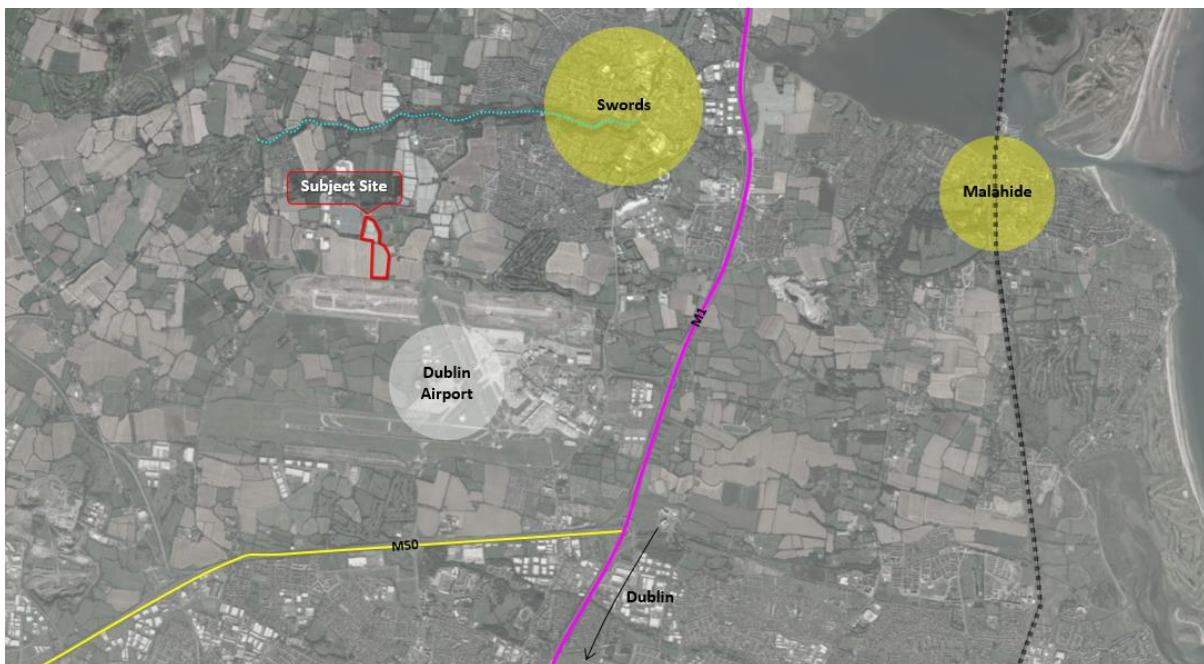 Swords
Subject Site
Malahide
M1
Dublin
Airport
M50
Dublin